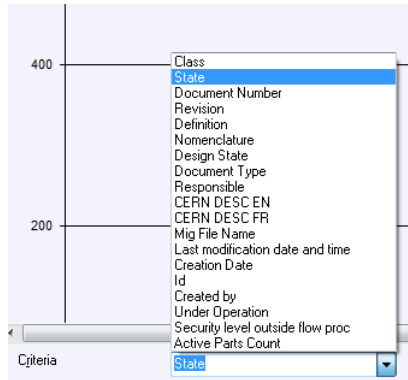 400
200
Class
State
Document Number
Revision
Definition
Nomenclature
Design State
Document Type
Responsible
CERN DESC EN
CERN DESC FR
Mig File Name
Last modification date and time
Creation Date
Id
Created by
Under Operation
Security level outside flow proc
Active Parts Count
Criteria
State